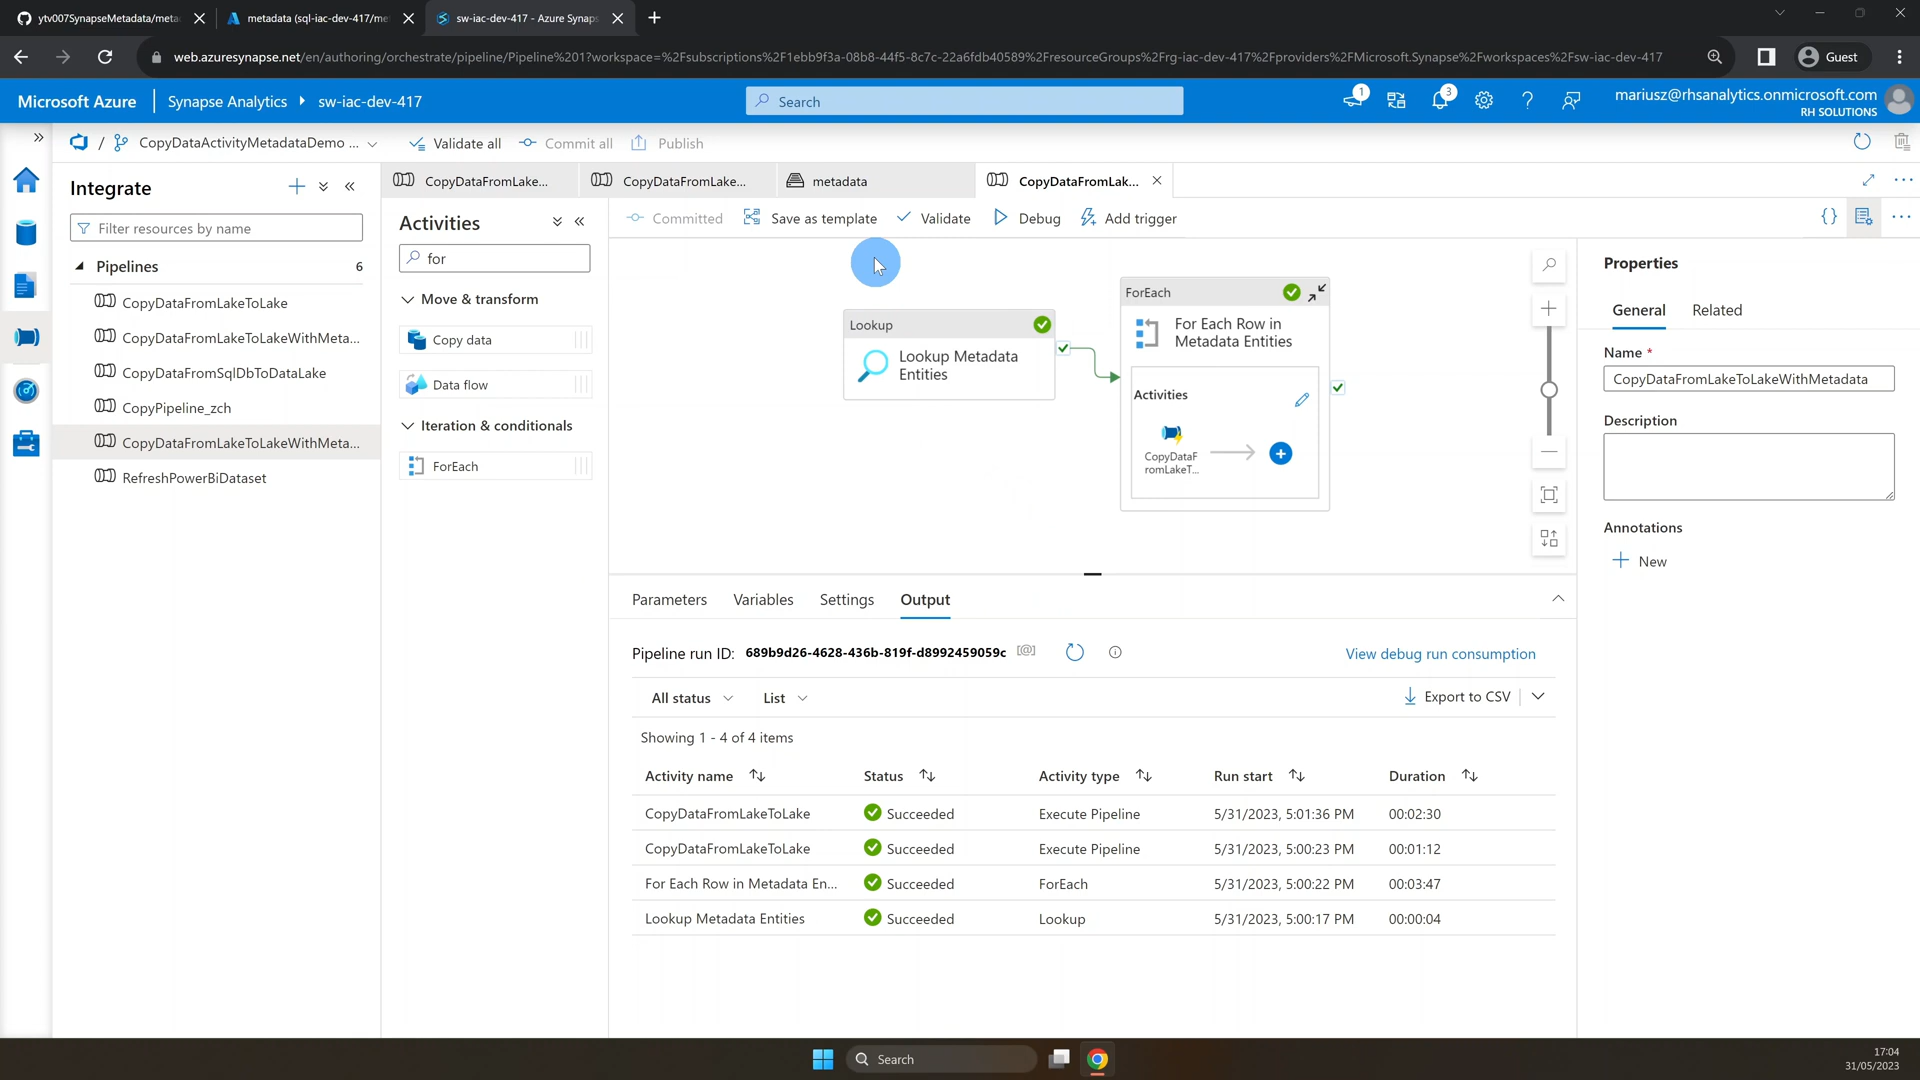 ytv007SynapseMetadata/meta
metadata (sql-iac-dev-417/me
sw-iac-dev-417 - Azure Synaps
web.azuresynapse.net/en/authoring/orchestrate/pipeline/Pipeline%201?workspace=%2Fsubscriptions%2F1ebb9f3a-08b8-44f5-8c7c-22a6fdb40589%2FresourceGroups%2Frg-iac-dev-417%2Fproviders%2FMicrosoft.Synapse%2Fworkspaces%2Fsw-iac-dev-417
Guest
Microsoft Azure
Synapse Analytics
sw-iac-dev-417
Search
1
3
mariusz@rhsanalytics.onmicrosoft.com
RH SOLUTIONS
/
CopyDataActivityMetadataDemo ...
Validate all
Commit all
Publish
Integrate
Filter resources by name
Pipelines
6
CopyDataFromLakeToLake
CopyDataFromLakeToLakeWithMeta...
CopyDataFromSqlDbToDataLake
CopyPipeline_zch
CopyDataFromLakeToLakeWithMeta...
RefreshPowerBiDataset
CopyDataFromLake...
CopyDataFromLake...
metadata
CopyDataFromLak...
Activities
for
Move & transform
Copy data
Data flow
Iteration & conditionals
ForEach
Committed
Save as template
Validate
Debug
Add trigger
Lookup
Lookup Metadata
Entities
ForEach
For Each Row in
Metadata Entities
Activities
CopyDataF
romLakeT...
Parameters
Variables
Settings
Output
Pipeline run ID: 689b9d26-4628-436b-819f-d8992459059c
View debug run consumption
All status
List
Export to CSV
Showing 1 - 4 of 4 items
Activity name
Status
Activity type
Run start
Duration
CopyDataFromLakeToLake Succeeded Execute Pipeline 5/31/2023, 5:01:36 PM 00:02:30
CopyDataFromLakeToLake Succeeded Execute Pipeline 5/31/2023, 5:00:23 PM 00:01:12
For Each Row in Metadata En... Succeeded ForEach 5/31/2023, 5:00:22 PM 00:03:47
Lookup Metadata Entities Succeeded Lookup 5/31/2023, 5:00:17 PM 00:00:04
Properties
General
Related
Name *
CopyDataFromLakeToLakeWithMetadata
Description
Annotations
New
Search
17:04
31/05/2023